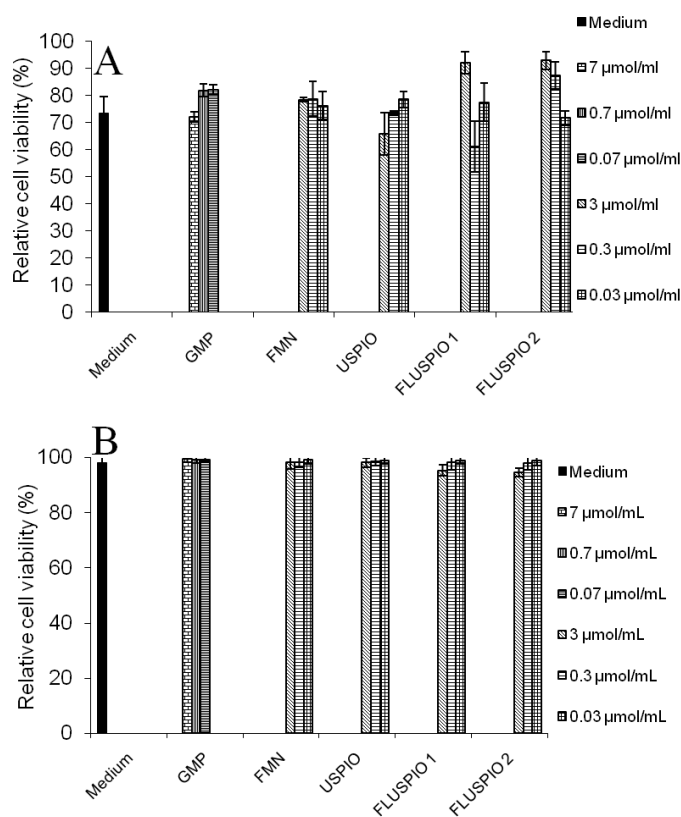 A
Relative cell viability (%)
100
90
80
70
60
50
40
30
20
10
0
Medium
GMP
FMN
USPIO
FLUSPIO 1
FLUSPIO 2
Medium
7 µmol/ml
0.7 µmol/ml
0.07 µmol/ml
3 µmol/ml
0.3 µmol/ml
0.03 µmol/ml
B
Relative cell viability (%)
100
80
60
40
20
0
Medium
GMP
FMN
USPIO
FLUSPIO 1
FLUSPIO 2
Medium
7 µmol/mL
0.7 µmol/mL
0.07 µmol/mL
3 µmol/mL
0.3 µmol/mL
0.03 µmol/mL